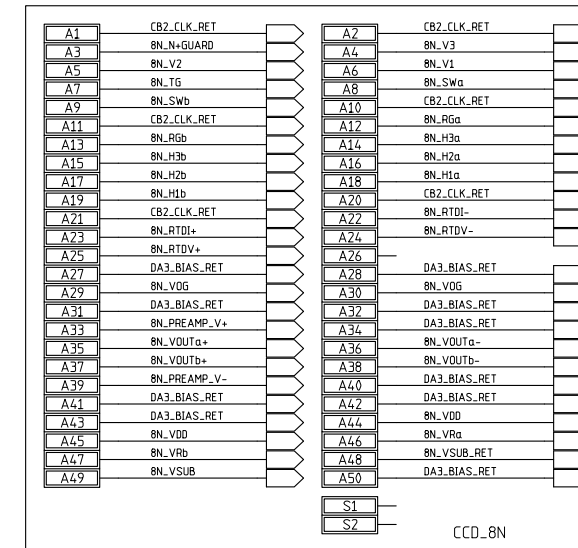 A1 CB2_CLK_RET A2 CB2_CLK_RET
A3 8N_N+GUARD A4 8N_V3
A5 8N_V2 A6 8N_V1
A7 8N_TG A8 8N_SWa
A9 8N_SWb A10 CB2_CLK_RET
A11 CB2_CLK_RET A12 8N_RGa
A13 8N_RGb A14 8N_H3a
A15 8N_H3b A16 8N_H2a
A17 8N_H2b A18 8N_H1a
A19 8N_H1b A20 CB2_CLK_RET
A21 CB2_CLK_RET A22 8N_RTDI-
A23 8N_RTDI+ A24 8N_RTDV-
A25 8N_RTDV+ A26
A27 DA3_BIAS_RET A28 DA3_BIAS_RET
A29 8N_VOG A30 8N_VOG
A31 DA3_BIAS_RET A32 DA3_BIAS_RET
A33 8N_PREAMP_V+ A34 DA3_BIAS_RET
A35 8N_VOUTa+ A36 8N_VOUTa-
A37 8N_VOUTb+ A38 8N_VOUTb-
A39 8N_PREAMP_V- A40 DA3_BIAS_RET
A41 DA3_BIAS_RET A42 DA3_BIAS_RET
A43 DA3_BIAS_RET A44 8N_VDD
A45 8N_VDD A46 8N_VRa
A47 8N_VRb A48 8N_VSUB_RET
A49 8N_VSUB A50 DA3_BIAS_RET
S1
S2 CCD_8N